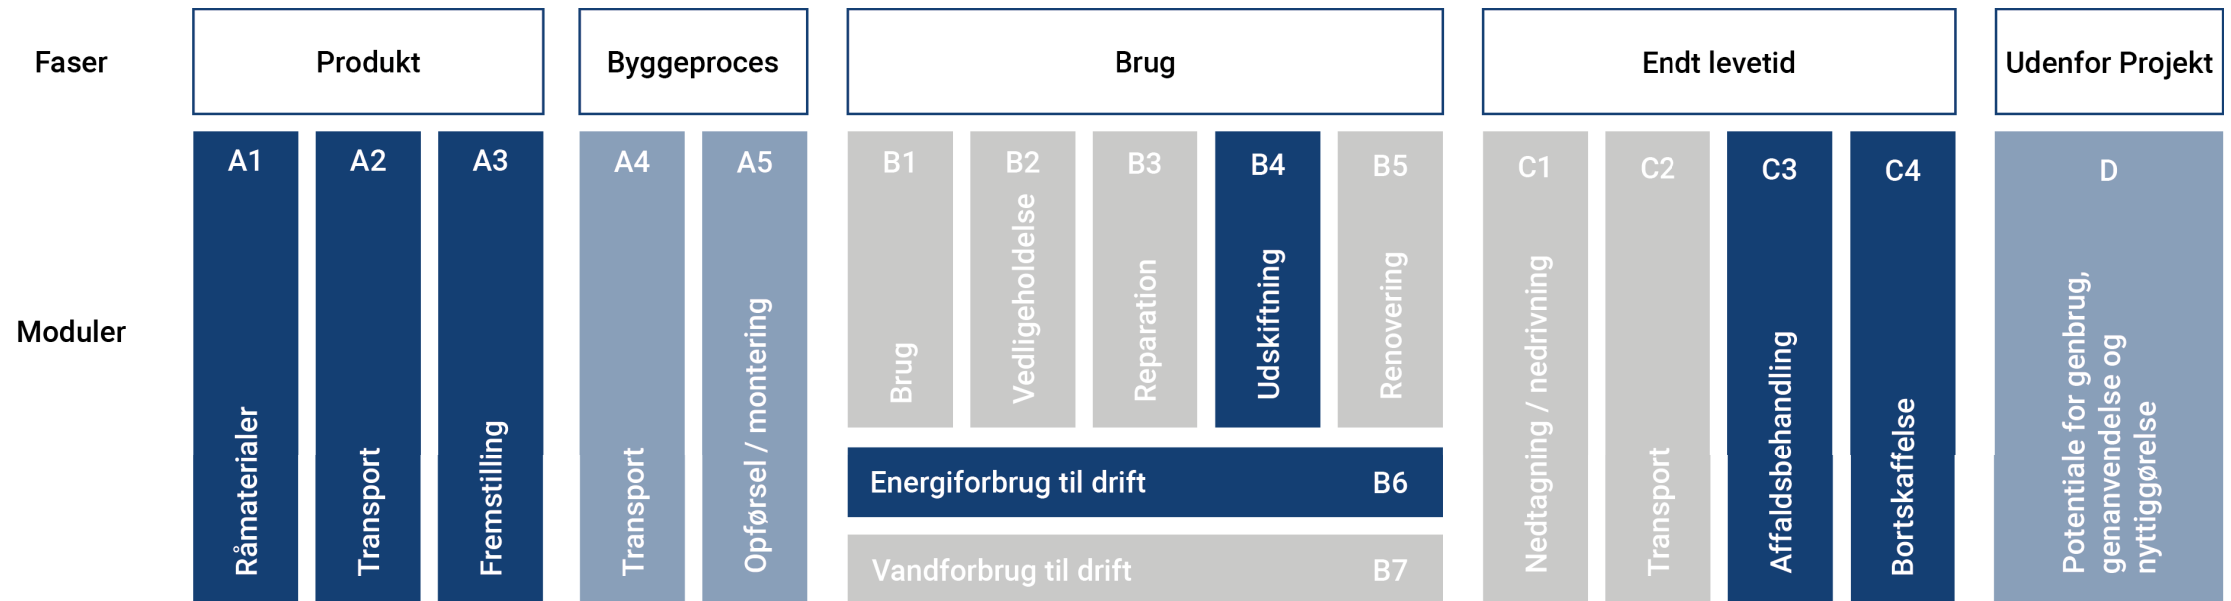 Faser
Produkt
Byggeproces
Brug
Endt levetid
Udenfor Projekt
Moduler
A1
Råmaterialer
A2
Transport
A3
Fremstilling
A4
Transport
A5
Opførsel / montering
B1
Brug
B2
Vedligeholdelse
B3
Reparation
B4
Udskiftning
B5
Renovering
Energiforbrug til drift B6
Vandforbrug til drift B7
C1
Nedtagning / nedrivning
C2
Transport
C3
Affaldsbehandling
C4
Bortskaffelse
D
Potentiale for genbrug,
genanvendelse og
nyttiggørelse